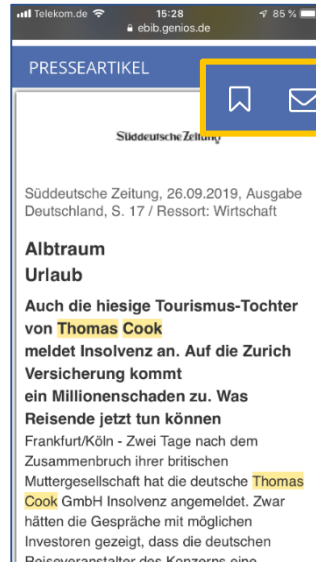 Telekom.de 15:28 85 %
ebib.genios.de
PRESSEARTIKEL
Süddeutsche Zeitung
Süddeutsche Zeitung, 26.09.2019, Ausgabe
Deutschland, S. 17 / Ressort: Wirtschaft
Albtraum
Urlaub
Auch die hiesige Tourismus-Tochter
von Thomas Cook
meldet Insolvenz an. Auf die Zurich
Versicherung kommt
ein Millionenschaden zu. Was
Reisende jetzt tun können
Frankfurt/Köln - Zwei Tage nach dem
Zusammenbruch ihrer britischen
Muttergesellschaft hat die deutsche Thomas
Cook GmbH Insolvenz angemeldet. Zwar
hätten die Gespräche mit möglichen
Investoren gezeigt, dass die deutschen
Reiseveranstalter des Konzerns eine